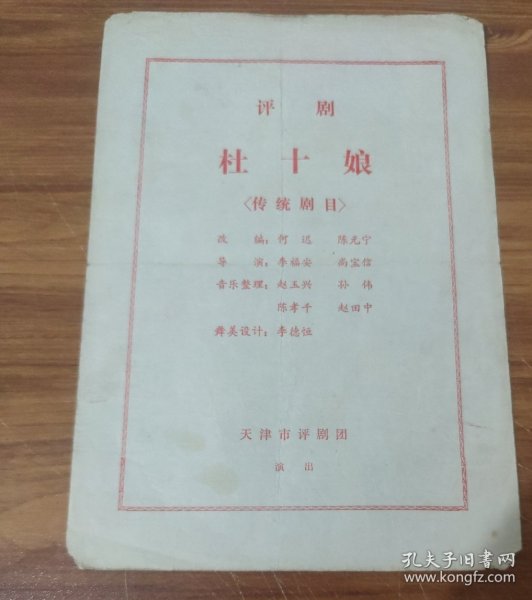 评 剧
杜十娘
〈传统剧目〉
改 编：何 迟 陈元宁
导 演：李福安 尚宝信
音乐整理：赵玉兴 孙 伟
陈孝千 赵田中
舞美设计：李德恒
天津市评剧团
演 出
孔夫子旧书网
www.kongfz.com